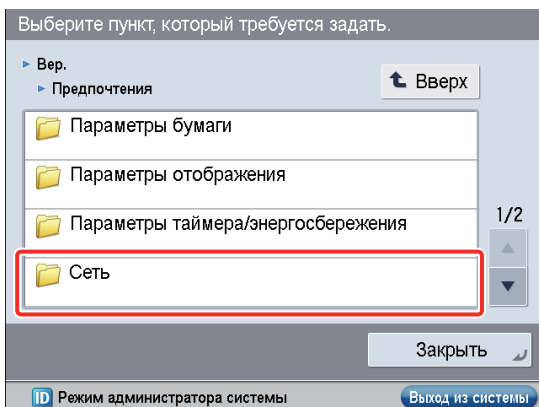 Выберите пункт, который требуется задать.
Вер.
Предпочтения
Вверх
Параметры бумаги
Параметры отображения
Параметры таймера/энергосбережения
Сеть
1/2
Закрыть
ID Режим администратора системы
Выход из системы